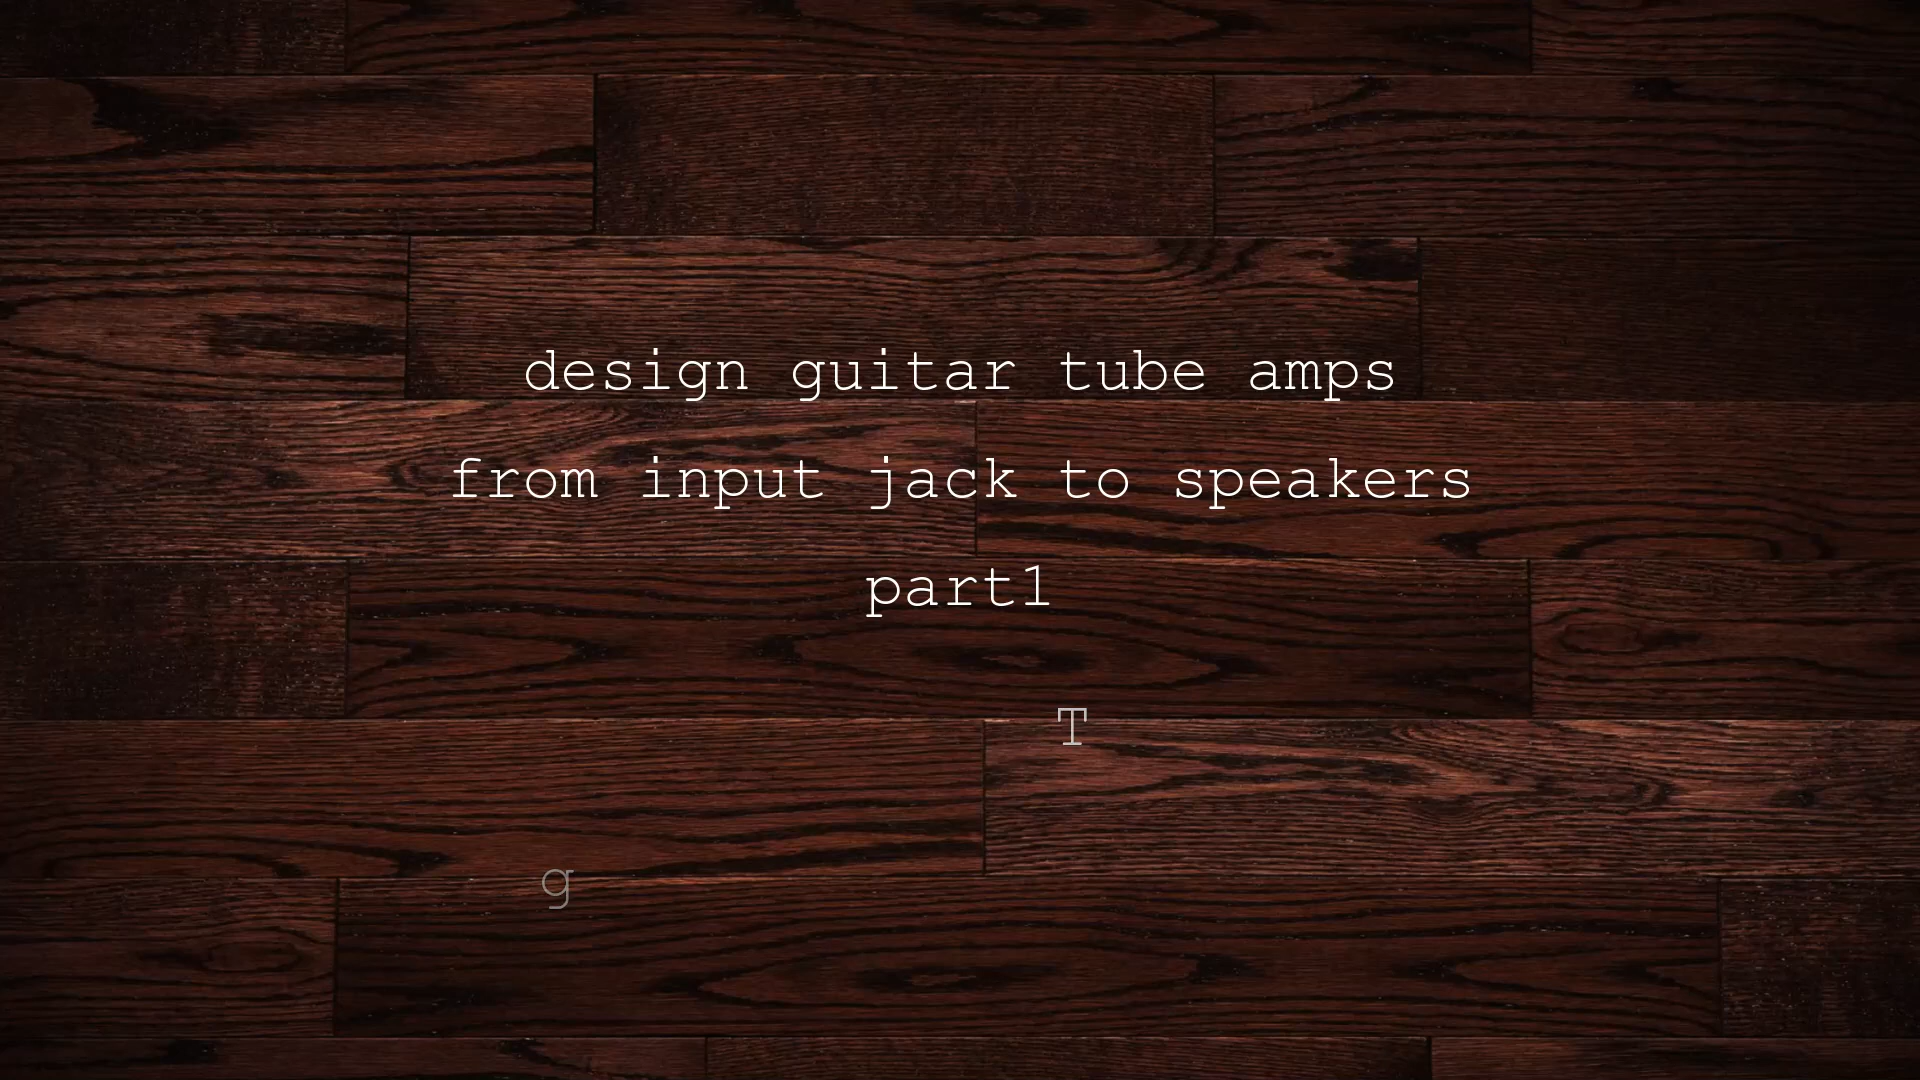 design guitar tube amps
from input jack to speakers
part1
T
g